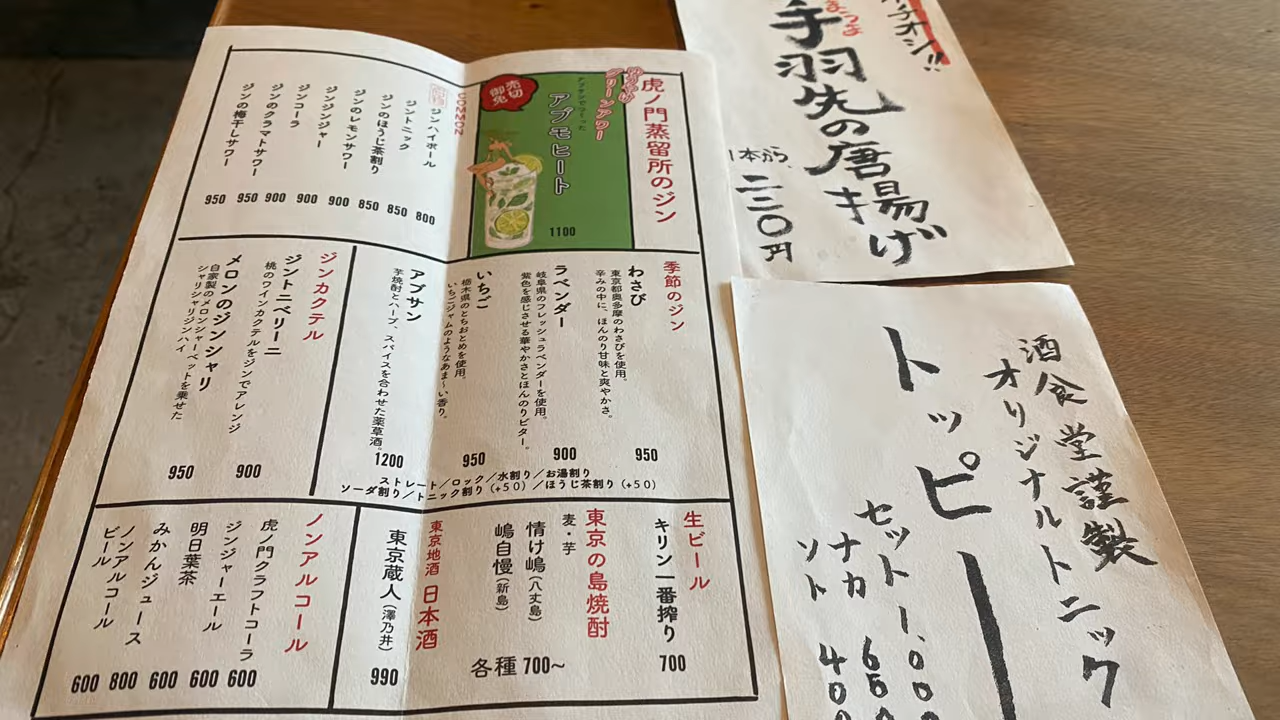 虎ノ門蒸留所のジン
グリーンアワー
アブサンでつくった
アブモヒート
売切御免
1100
COMMON
ジンハイボール 800
ジントニック 850
ジンのほうじ茶割り 850
ジンのレモンサワー 900
ジンジンジャー 900
ジンコーラ 900
ジンのクラマトサワー 950
ジンの梅干しサワー 950
季節のジン
わさび
東京都奥多摩のわさびを使用。
辛みの中に、ほんのり甘味と爽やかさ。
950
ラベンダー
岐阜県のフレッシュラベンダーを使用。
紫色を感じさせる華やかさとほんのりビター。
900
いちご
栃木県のとちおとめを使用。
いちごジャムのようなあま〜い香り。
950
アブサン
芋焼酎とハーブ、スパイスを合わせた薬草酒。
1200
ストレート/ロック/水割り/お湯割り
ソーダ割り/トニック割り(+50)/ほうじ茶割り(+50)
ジンカクテル
ジントニベリーニ
桃のワインカクテルをジンでアレンジ
900
メロンのジンシャリ
自家製のメロンシャーベットを乗せた
シャリシャリジンハイ
950
生ビール
キリン一番搾り
700
東京の島焼酎
麦・芋
情け嶋(八丈島)
嶋自慢(新島)
各種 700〜
東京地酒 日本酒
東京蔵人(澤乃井)
990
ノンアルコール
虎ノ門クラフトコーラ 600
ジンジャーエール 600
明日葉茶 600
みかんジュース 800
ノンアルコールビール 600
チオシ!!
手羽先の唐揚げ
1本から
二二〇円
酒食堂謹製
オリジナルトニック
トッピー
セット
ナカ
ソト